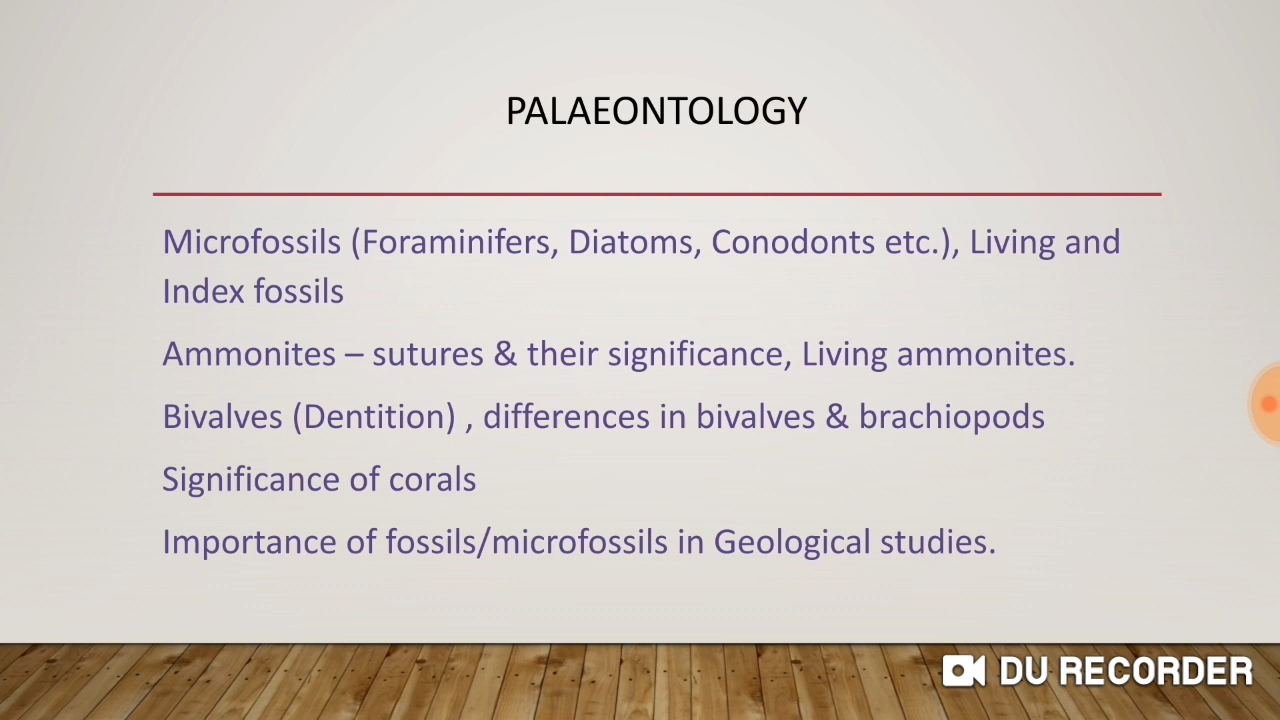 PALAEONTOLOGY
Microfossils (Foraminifers, Diatoms, Conodonts etc.), Living and
Index fossils
Ammonites – sutures & their significance, Living ammonites.
Bivalves (Dentition) , differences in bivalves & brachiopods
Significance of corals
Importance of fossils/microfossils in Geological studies.
DU RECORDER